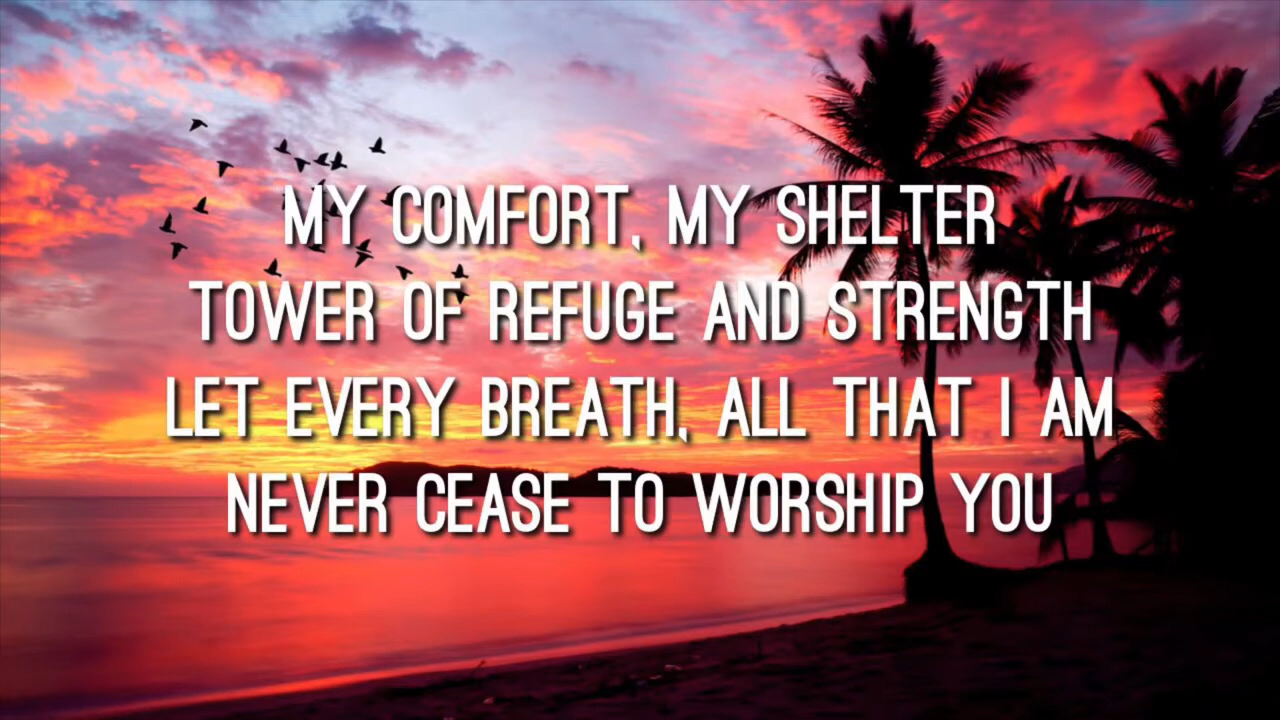 MY COMFORT, MY SHELTER
TOWER OF REFUGE AND STRENGTH
LET EVERY BREATH, ALL THAT I AM
NEVER CEASE TO WORSHIP YOU